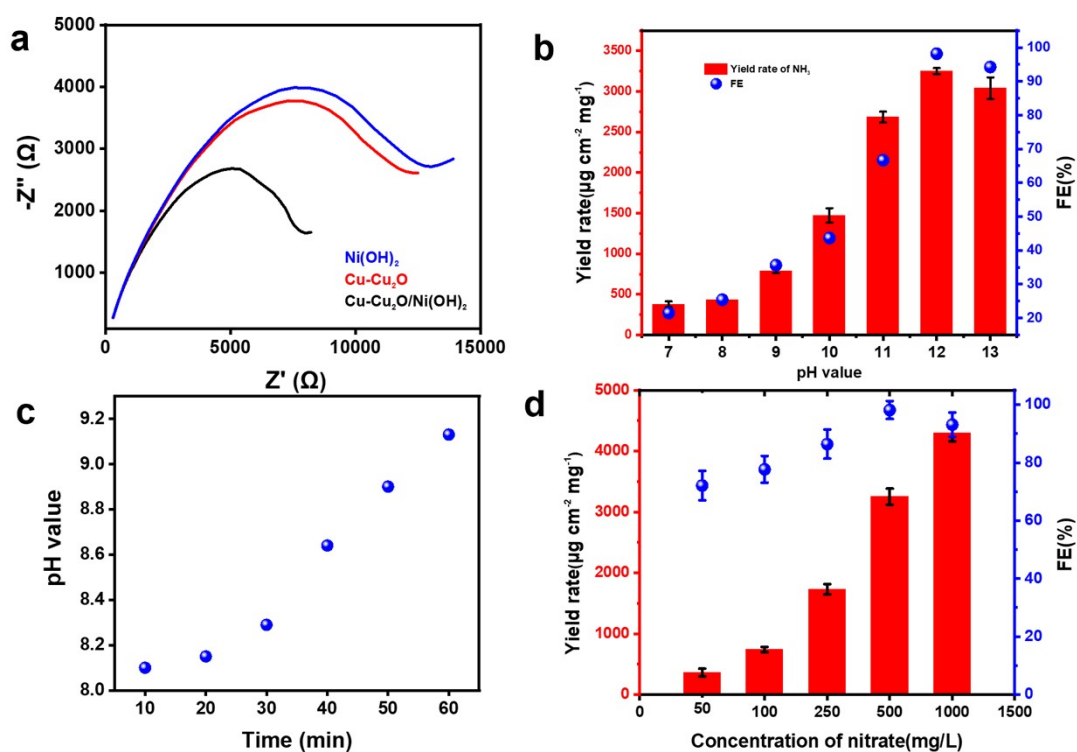 a
5000
4000
3000
2000
1000
-Z" (Ω)
Ni(OH)₂
Cu-Cu₂O
Cu-Cu₂O/Ni(OH)₂
0 5000 10000 15000
Z' (Ω)
b
3500
3000
2500
2000
1500
1000
500
0
Yield rate(μg cm⁻² mg⁻¹)
Yield rate of NH₃
FE
100
90
80
70
60
50
40
30
20
FE(%)
7 8 9 10 11 12 13
pH value
c
9.2
9.0
8.8
8.6
8.4
8.2
8.0
pH value
10 20 30 40 50 60
Time (min)
d
5000
4000
3000
2000
1000
0
Yield rate(μg cm⁻² mg⁻¹)
100
80
60
40
20
0
FE(%)
0 50 100 250 500 1000 1500
Concentration of nitrate(mg/L)